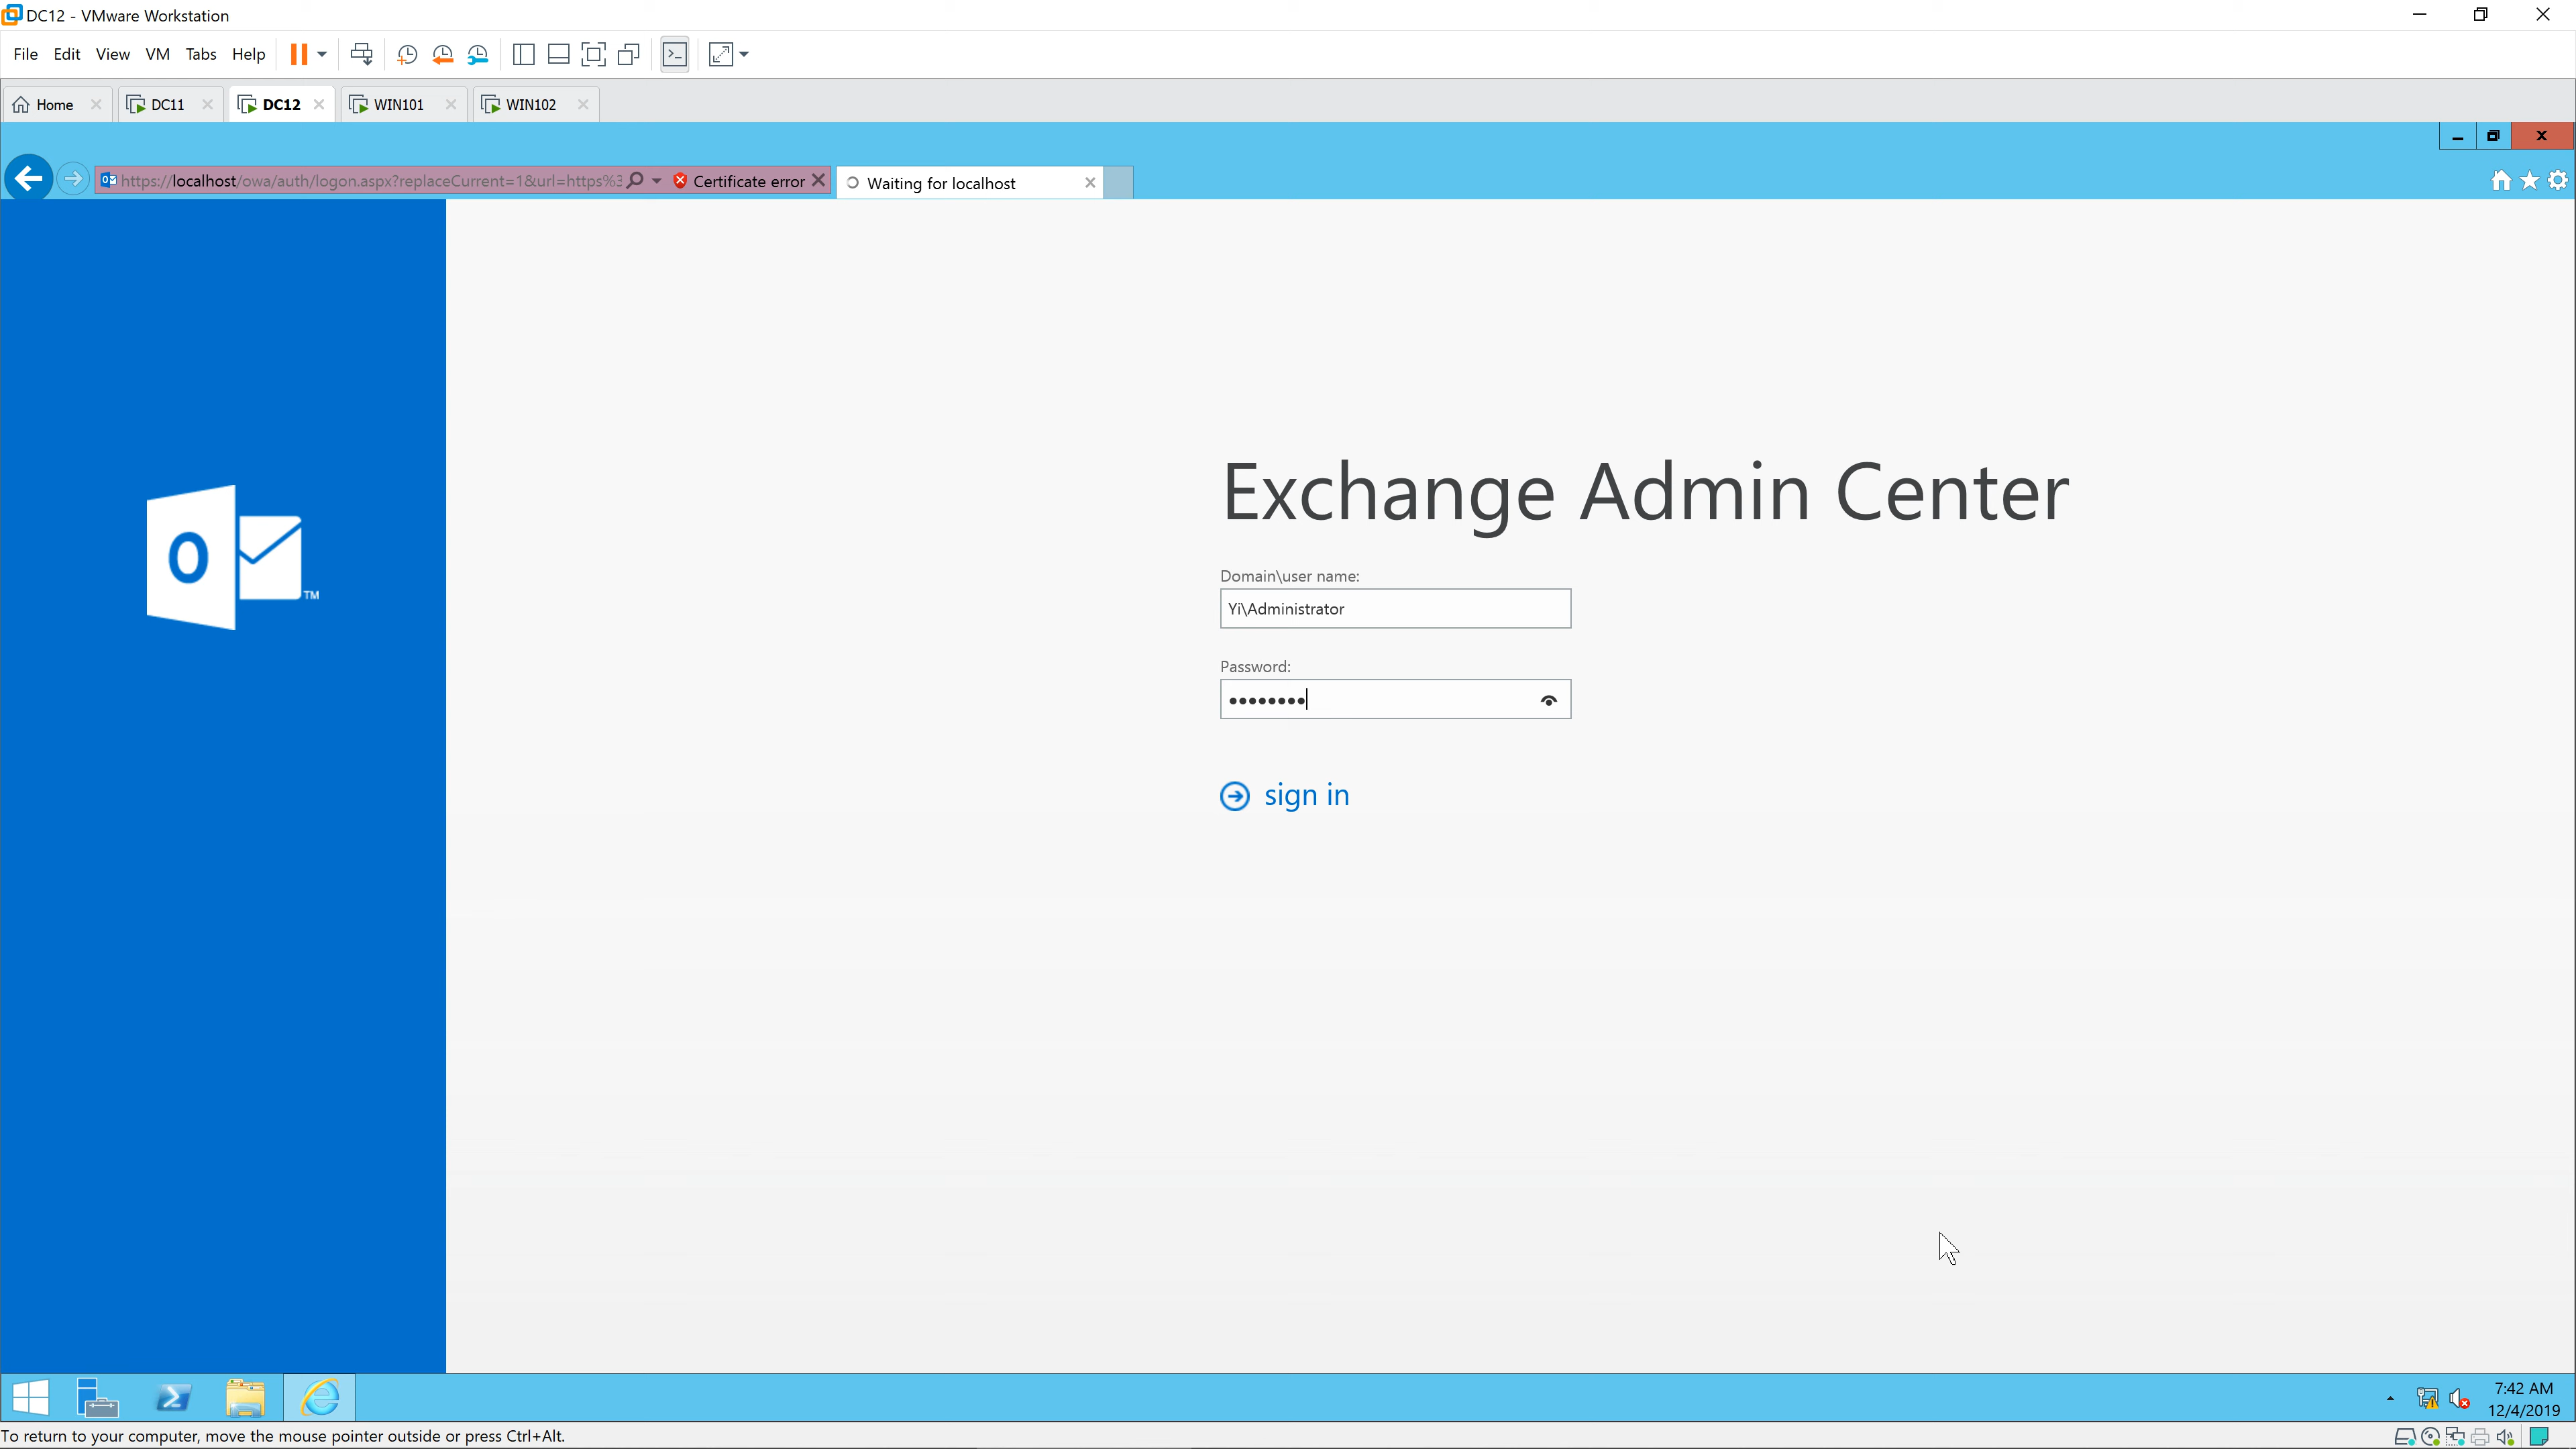 DC12 - VMware Workstation
File Edit View VM Tabs Help
Home DC11 DC12 WIN101 WIN102
https://localhost/owa/auth/logon.aspx?replaceCurrent=1&url=https%3 Certificate error Waiting for localhost
O
TM
Exchange Admin Center
Domain\user name:
Yi\Administrator
Password:
sign in
7:42 AM
12/4/2019
To return to your computer, move the mouse pointer outside or press Ctrl+Alt.